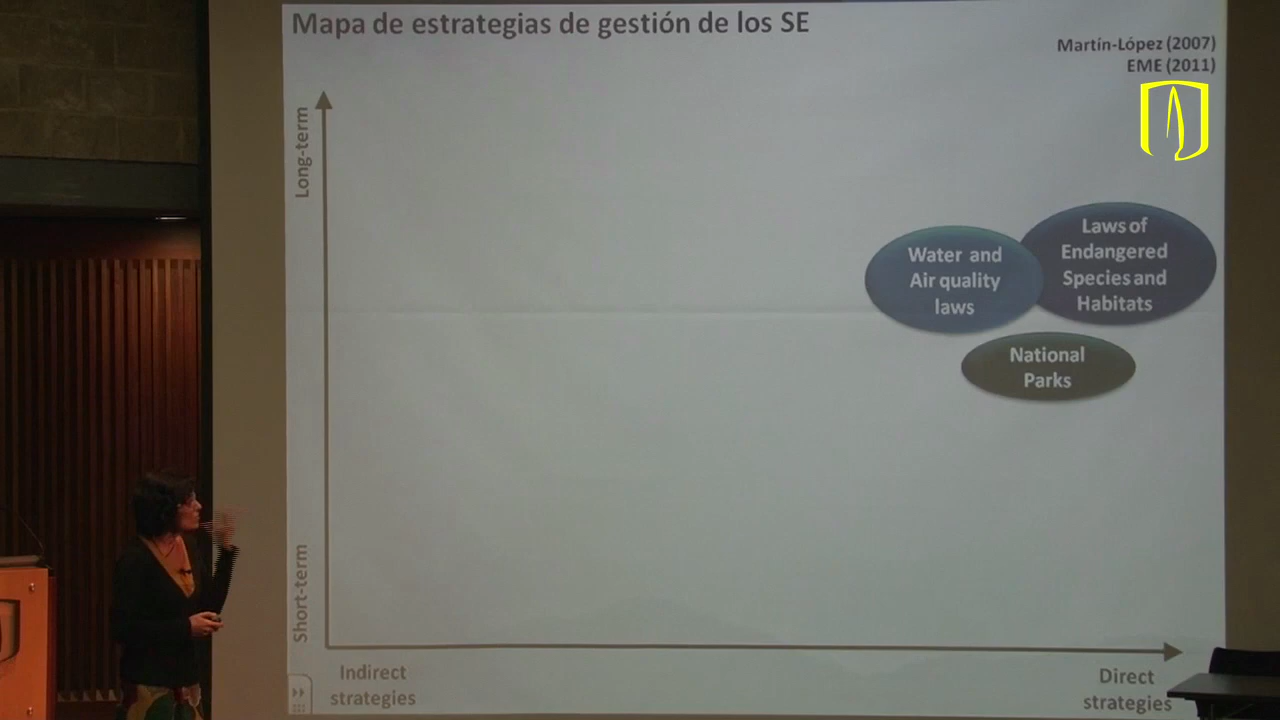 Mapa de estrategias de gestión de los SE
Martín-López (2007)
EME (2011)
Long-term
Laws of
Endangered
Species and
Habitats
Water and
Air quality
laws
National
Parks
Short-term
Indirect
strategies
Direct
strategies